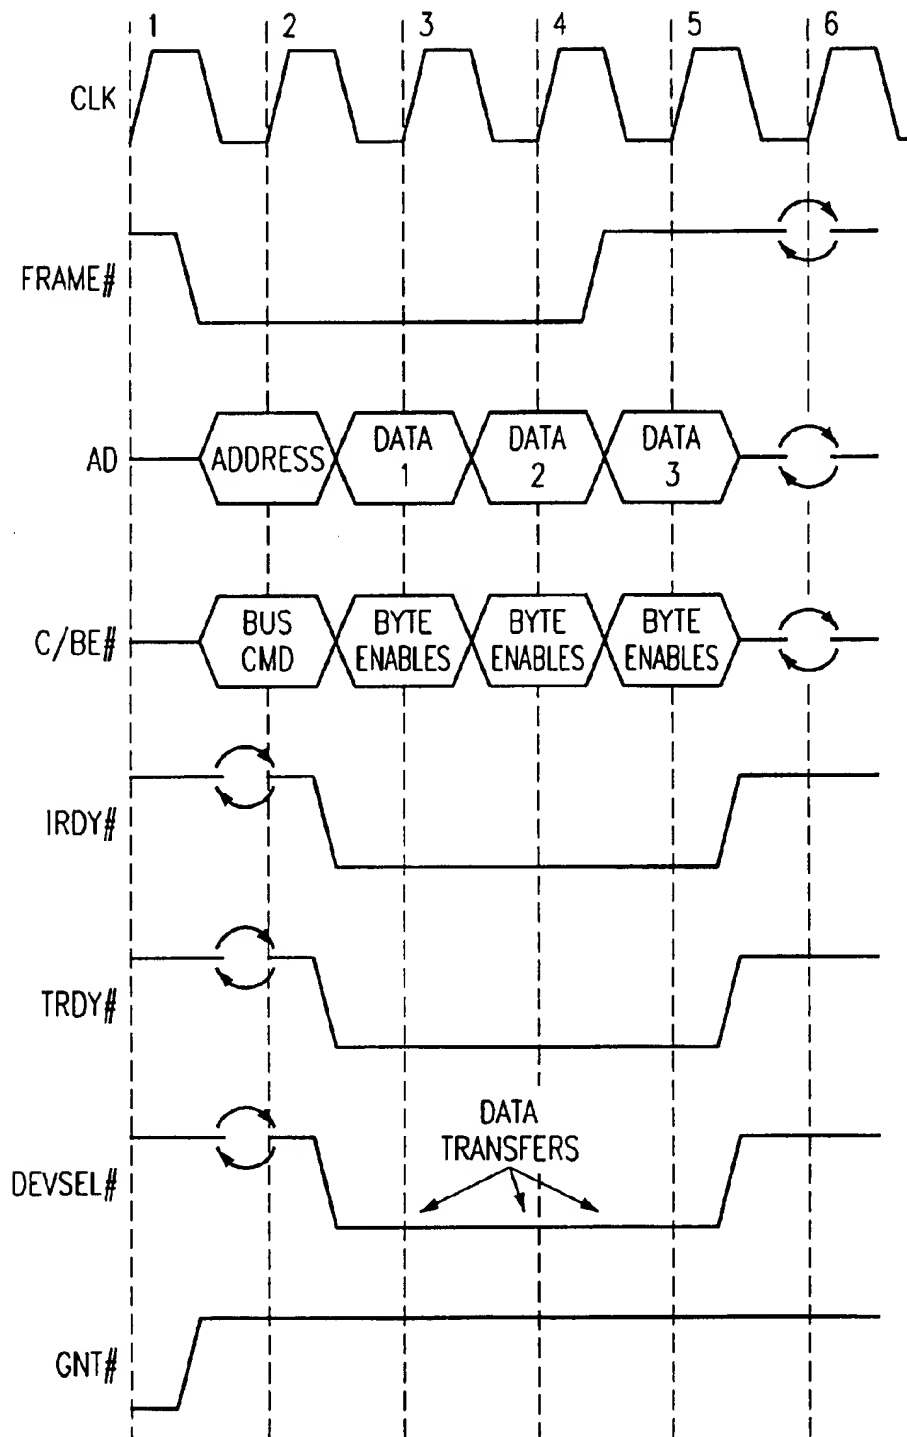 1 2 3 4 5 6
CLK
FRAME#
AD
ADDRESS
DATA
1
DATA
2
DATA
3
C/BE#
BUS
CMD
BYTE
ENABLES
BYTE
ENABLES
BYTE
ENABLES
IRDY#
TRDY#
DEVSEL#
DATA
TRANSFERS
GNT#